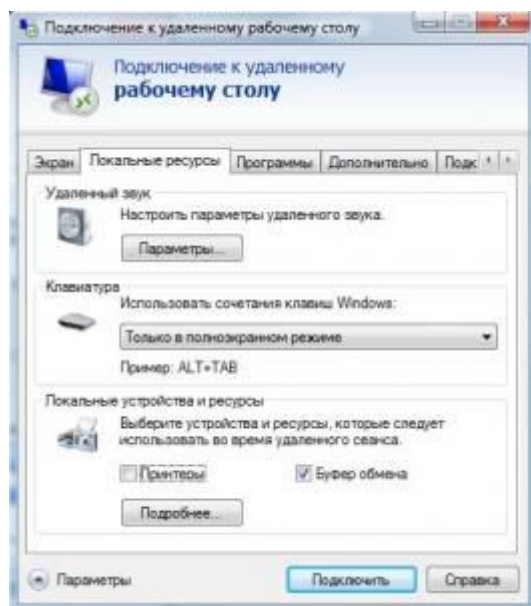 Подключение к удаленному рабочему столу
Подключение к удаленному
рабочему столу
Экран Локальные ресурсы Программы Дополнительно Подк
Удаленный звук
Настроить параметры удаленного звука.
Параметры...
Клавиатура
Использовать сочетания клавиш Windows:
Только в полноэкранном режиме
Пример: ALT+TAB
Локальные устройства и ресурсы
Выберите устройства и ресурсы, которые следует
использовать во время удаленного сеанса.
Принтеры Буфер обмена
Подробнее...
Параметры Подключить Справка